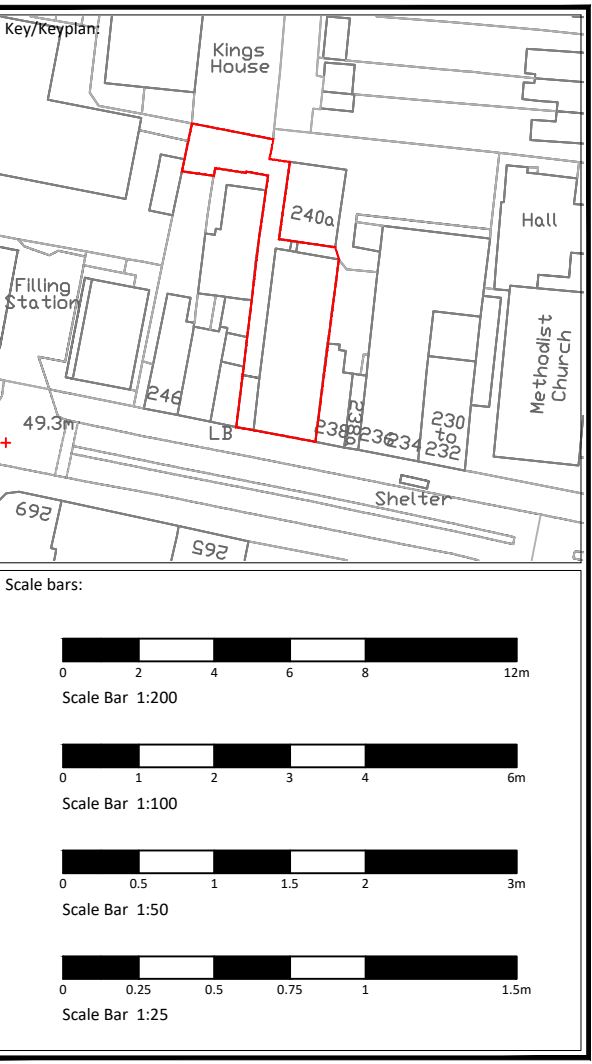 Key/Keyplan:
Kings
House
240a
Hall
Filling
Station
Methodist
Church
246
49.3m
LB
238
238a
236
234
230
to
232
Shelter
269
265
Scale bars:
0 2 4 6 8 12m
Scale Bar 1:200
0 1 2 3 4 6m
Scale Bar 1:100
0 0.5 1 1.5 2 3m
Scale Bar 1:50
0 0.25 0.5 0.75 1 1.5m
Scale Bar 1:25